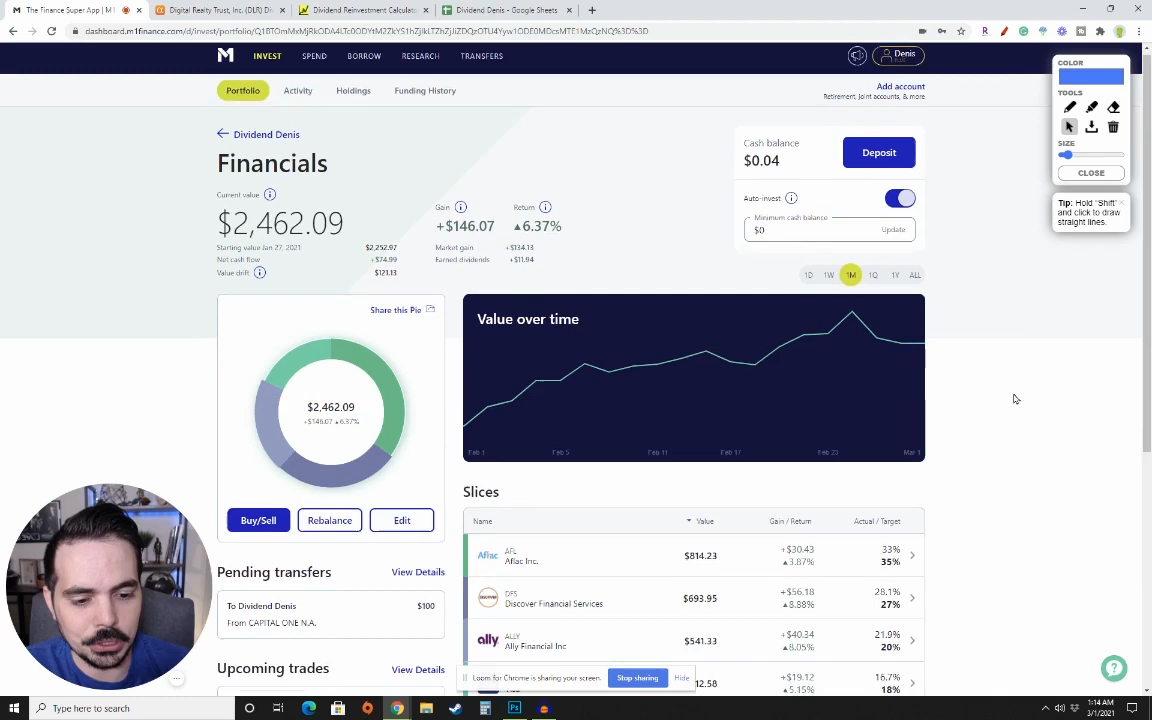 The Finance Super App | M1
Digital Realty Trust, Inc. (DLR) Di
Dividend Reinvestment Calculato
Dividend Denis - Google Sheets
INVEST SPEND BORROW RESEARCH TRANSFERS
Denis
PLUS
Portfolio Activity Holdings Funding History
Add account
Retirement, Joint accounts, & more
Dividend Denis
Financials
Current value
$2,462.09
Starting value Jan 27, 2021 $2,252.97
Net cash flow +$74.99
Value drift $121.13
Gain Return
+$146.07 ▲6.37%
Market gain +$134.13
Earned dividends +$11.94
Cash balance
$0.04
Deposit
Auto-invest
Minimum cash balance
$0 Update
1D 1W 1M 1Q 1Y ALL
Share this Pie
$2,462.09
+$146.07 ▲6.37%
Buy/Sell Rebalance Edit
Value over time
Feb 1 Feb 5 Feb 11 Feb 17 Feb 23 Mar 1
Slices
Name Value Gain / Return Actual / Target
Aflac AFL Aflac Inc. $814.23 +$30.43 ▲3.87% 33% 35%
DISCOVER DFS Discover Financial Services $693.95 +$56.18 ▲8.88% 28.1% 27%
ally ALLY Ally Financial Inc $541.33 +$40.34 ▲8.05% 21.9% 20%
12.58 +$19.12 ▲5.15% 16.7% 18%
Pending transfers View Details
To Dividend Denis $100
From CAPITAL ONE N.A.
Upcoming trades View Details
Loom for Chrome is sharing your screen. Stop sharing Hide
COLOR
TOOLS
SIZE
CLOSE
Tip: Hold "Shift"
and click to draw
straight lines.
Type here to search
1:14 AM
3/1/2021